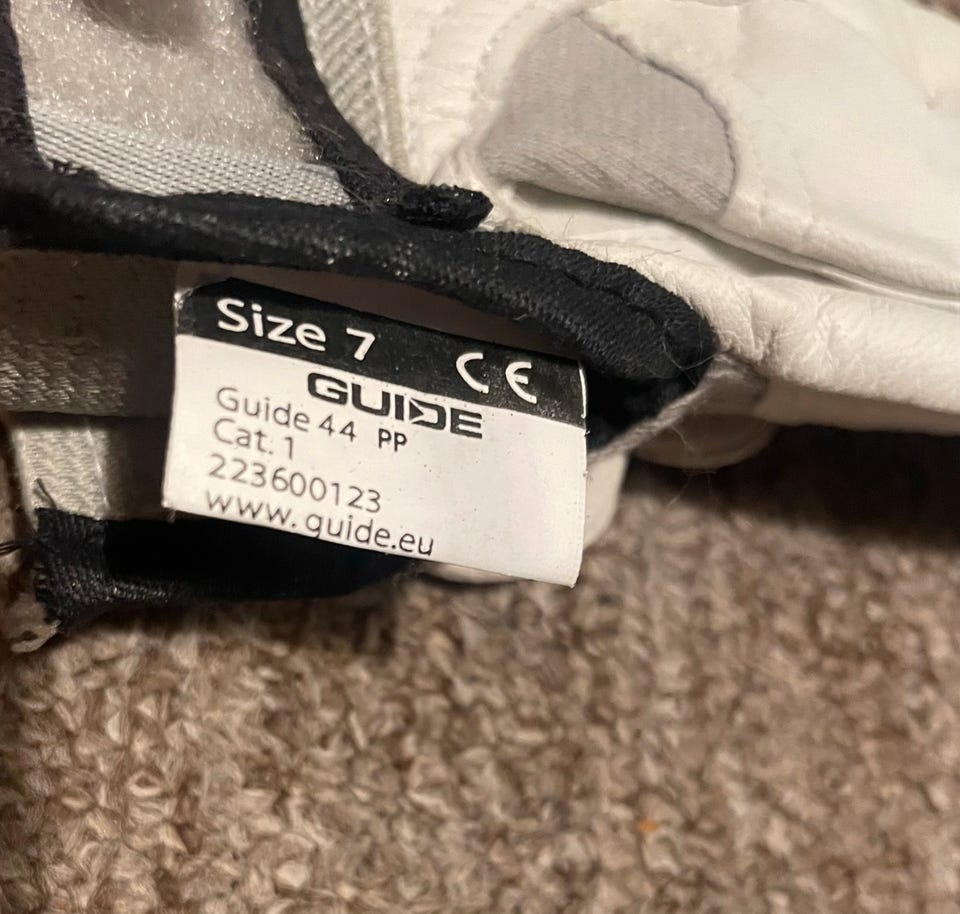 Size 7 CE
GUIDE
Guide 44 PP
Cat. 1
223600123
www.guide.eu